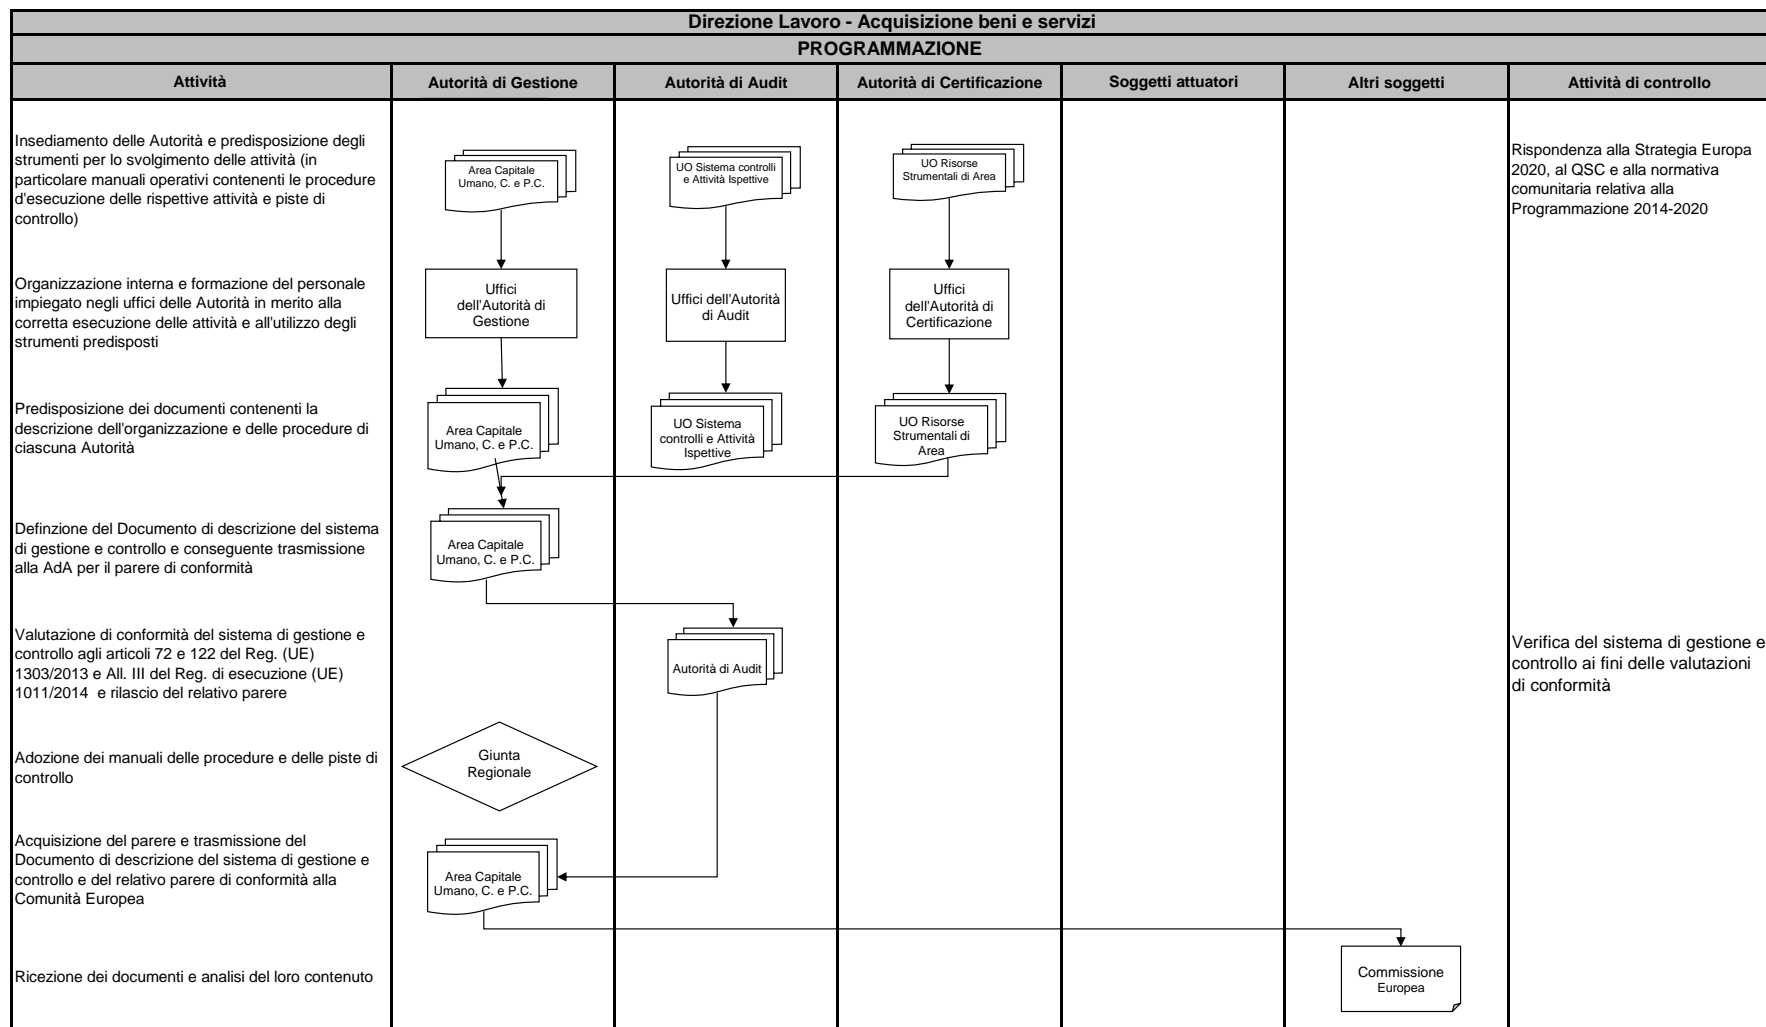 Direzione Lavoro - Acquisizione beni e servizi
PROGRAMMAZIONE
Attività
Autorità di Gestione
Autorità di Audit
Autorità di Certificazione
Soggetti attuatori
Altri soggetti
Attività di controllo
Insediamento delle Autorità e predisposizione degli
strumenti per lo svolgimento delle attività (in
particolare manuali operativi contenenti le procedure
d'esecuzione delle rispettive attività e piste di
controllo)
Area Capitale
Umano, C. e P.C.
UO Sistema controlli
e Attività Ispettive
UO Risorse
Strumentali di Area
Rispondenza alla Strategia Europa
2020, al QSC e alla normativa
comunitaria relativa alla
Programmazione 2014-2020
Organizzazione interna e formazione del personale
impiegato negli uffici delle Autorità in merito alla
corretta esecuzione delle attività e all'utilizzo degli
strumenti predisposti
Uffici
dell'Autorità di
Gestione
Uffici dell'Autorità
di Audit
Uffici
dell'Autorità di
Certificazione
Predisposizione dei documenti contenenti la
descrizione dell'organizzazione e delle procedure di
ciascuna Autorità
Area Capitale
Umano, C. e P.C.
UO Sistema
controlli e Attività
Ispettive
UO Risorse
Strumentali di
Area
Definzione del Documento di descrizione del sistema
di gestione e controllo e conseguente trasmissione
alla AdA per il parere di conformità
Area Capitale
Umano, C. e P.C.
Valutazione di conformità del sistema di gestione e
controllo agli articoli 72 e 122 del Reg. (UE)
1303/2013 e All. III del Reg. di esecuzione (UE)
1011/2014  e rilascio del relativo parere
Autorità di Audit
Verifica del sistema di gestione e
controllo ai fini delle valutazioni
di conformità
Adozione dei manuali delle procedure e delle piste di
controllo
Giunta
Regionale
Acquisizione del parere e trasmissione del
Documento di descrizione del sistema di gestione e
controllo e del relativo parere di conformità alla
Comunità Europea
Area Capitale
Umano, C. e P.C.
Ricezione dei documenti e analisi del loro contenuto
Commissione
Europea